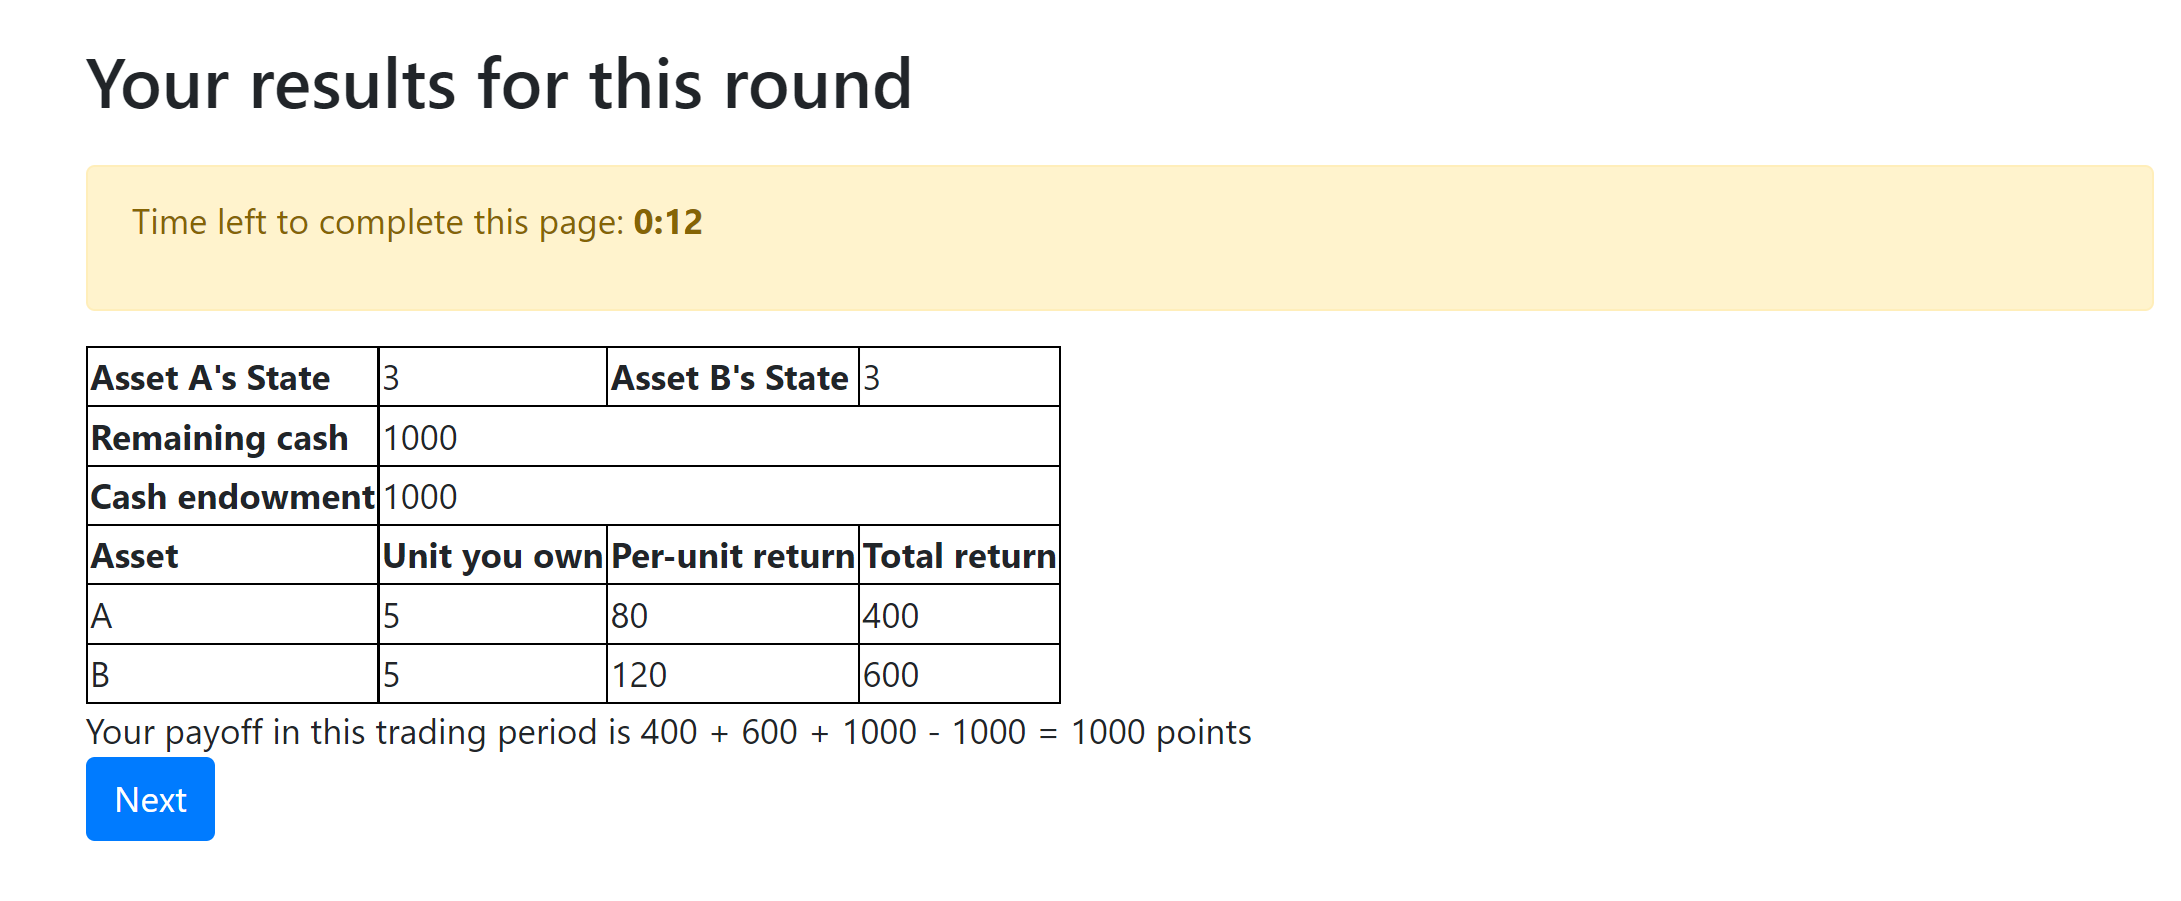 Your results for this round
Time left to complete this page: 0:12
Asset A's State 3 Asset B's State 3
Remaining cash 1000
Cash endowment 1000
Asset Unit you own Per-unit return Total return
A 5 80 400
B 5 120 600
Your payoff in this trading period is 400 + 600 + 1000 - 1000 = 1000 points
Next